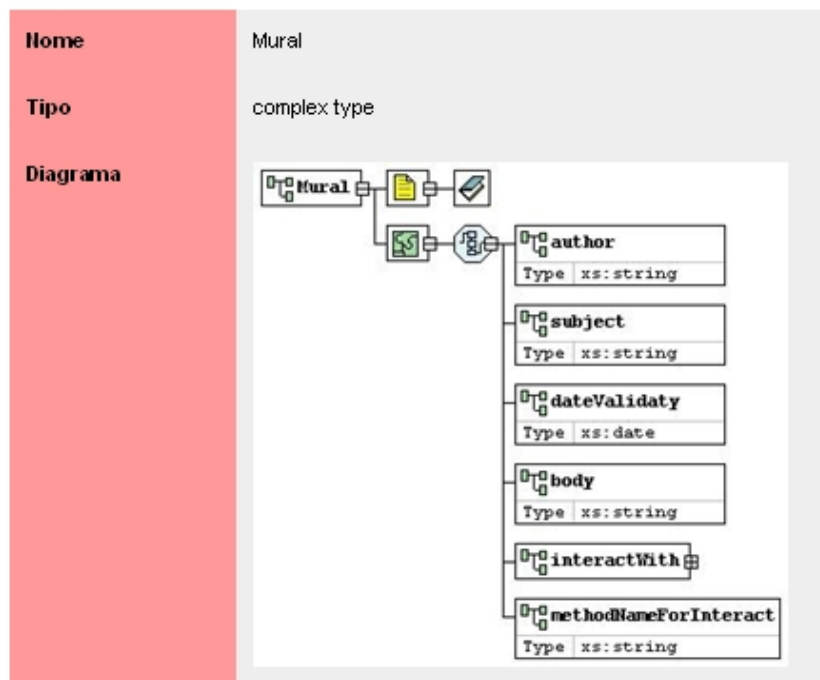 Nome Mural
Tipo complex type
Diagrama
Mural
author
Type xs:string
subject
Type xs:string
dateValidaty
Type xs:date
body
Type xs:string
interactWith
methodNameForInteract
Type xs:string